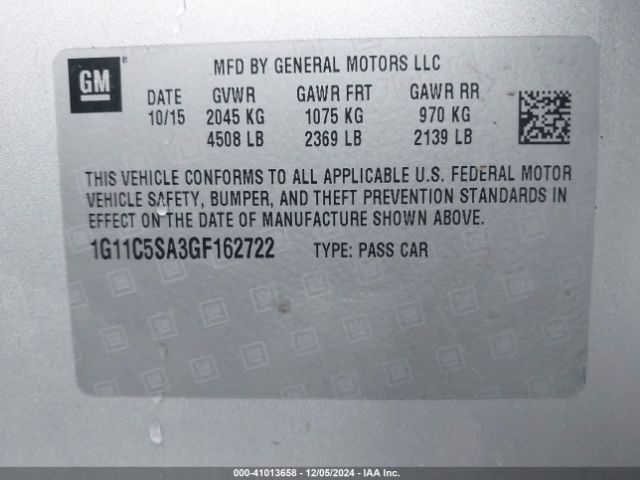 GM ®
MFD BY GENERAL MOTORS LLC
DATE GVWR GAWR FRT GAWR RR
10/15 2045 KG 1075 KG 970 KG
4508 LB 2369 LB 2139 LB
THIS VEHICLE CONFORMS TO ALL APPLICABLE U.S. FEDERAL MOTOR
VEHICLE SAFETY, BUMPER, AND THEFT PREVENTION STANDARDS IN
EFFECT ON THE DATE OF MANUFACTURE SHOWN ABOVE.
1G11C5SA3GF162722 TYPE: PASS CAR
000-41013658 - 12/05/2024 - IAA Inc.